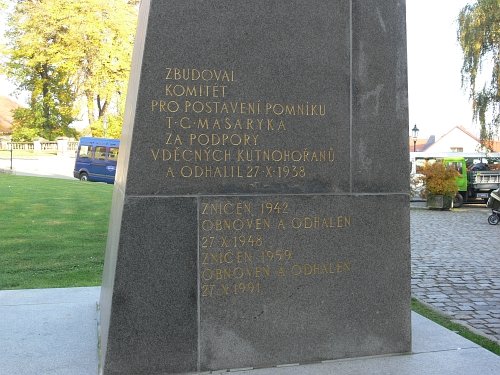 ZBUDOVAL
KOMITÉT
PRO POSTAVENÍ POMNÍKU
T·G·MASARYKA
ZA PODPORY
VDĚČNÝCH KUTNOHOŘANŮ
A ODHALIL 27·X·1938
ZNIČEN 1942
OBNOVEN A ODHALEN
27·X·1948
ZNIČEN 1959
OBNOVEN A ODHALEN
27·X·1991